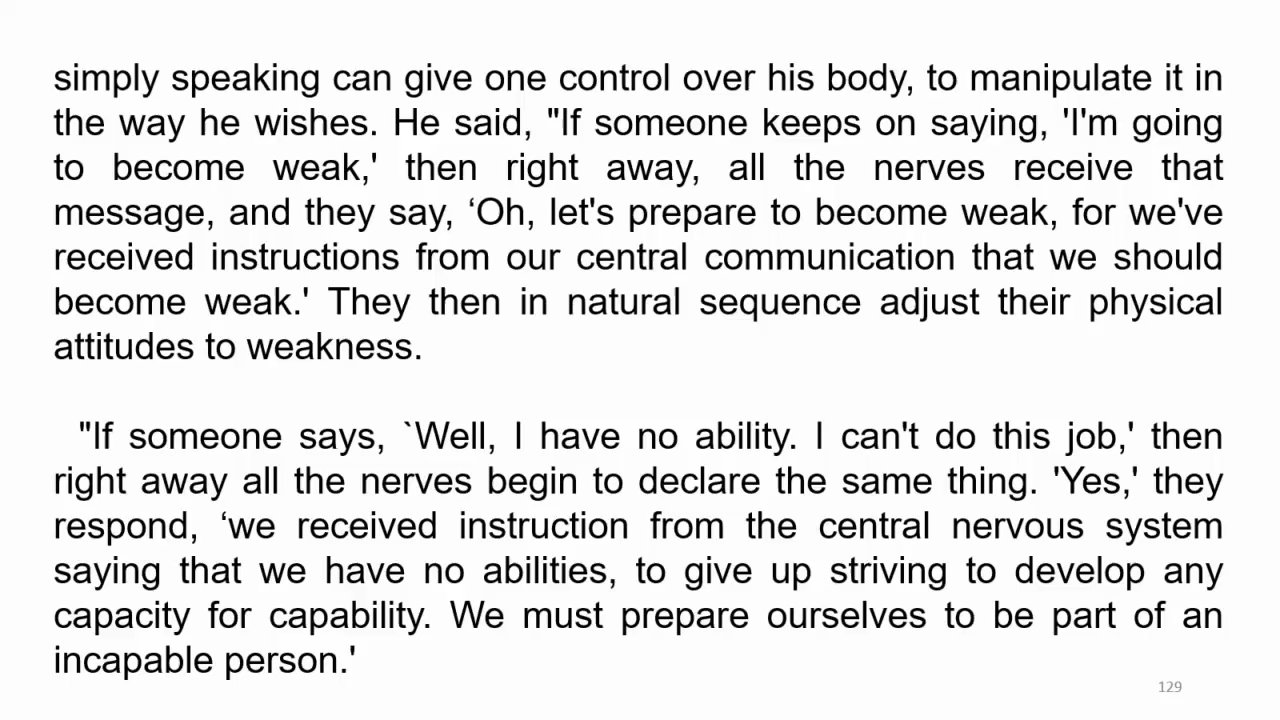 simply speaking can give one control over his body, to manipulate it in
the way he wishes. He said, "If someone keeps on saying, 'I'm going
to become weak,' then right away, all the nerves receive that
message, and they say, ‘Oh, let's prepare to become weak, for we've
received instructions from our central communication that we should
become weak.' They then in natural sequence adjust their physical
attitudes to weakness.
"If someone says, `Well, I have no ability. I can't do this job,' then
right away all the nerves begin to declare the same thing. 'Yes,' they
respond, ‘we received instruction from the central nervous system
saying that we have no abilities, to give up striving to develop any
capacity for capability. We must prepare ourselves to be part of an
incapable person.'
129